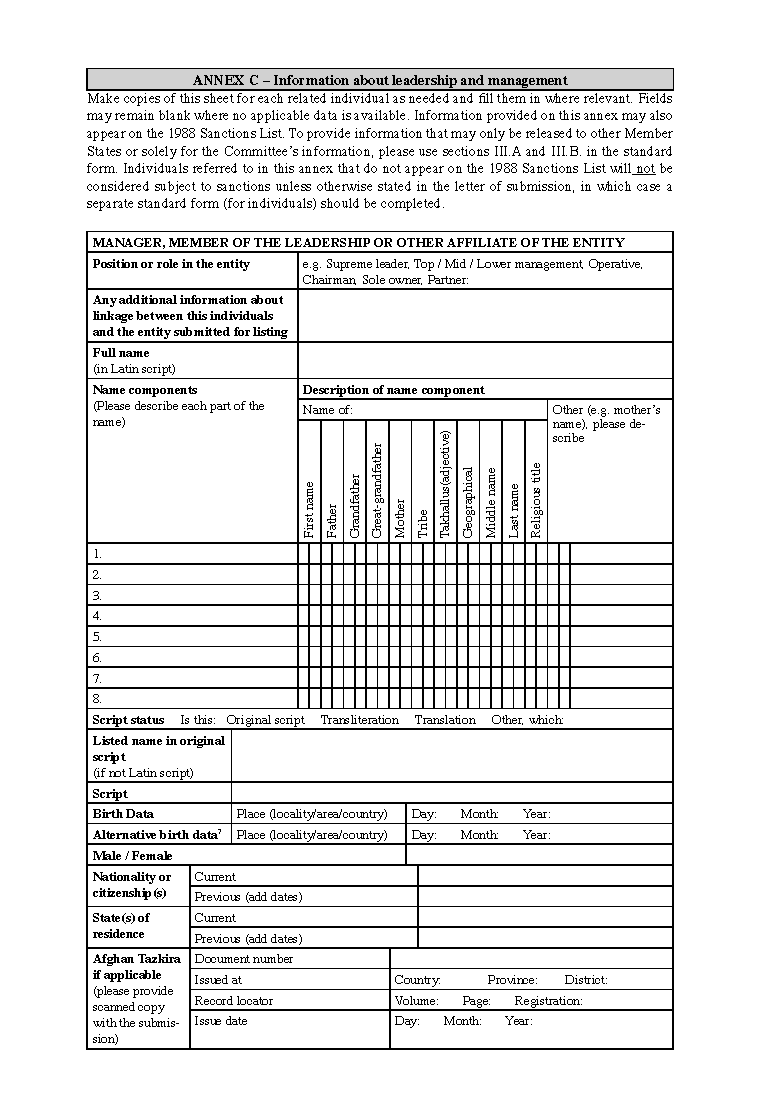 ANNEX C – Information about leadership and management
Make copies of this sheet for each related individual as needed and fill them in where relevant. Fields
may remain blank where no applicable data is available. Information provided on this annex may also
appear on the 1988 Sanctions List. To provide information that may only be released to other Member
States or solely for the Committee's information, please use sections III.A and III.B. in the standard
form. Individuals referred to in this annex that do not appear on the 1988 Sanctions List will not be
considered subject to sanctions unless otherwise stated in the letter of submission, in which case a
separate standard form (for individuals) should be completed.
MANAGER, MEMBER OF THE LEADERSHIP OR OTHER AFFILIATE OF THE ENTITY
Position or role in the entity
e.g. Supreme leader, Top / Mid / Lower management, Operative,
Chairman, Sole owner, Partner:
Any additional information about
linkage between this individuals
and the entity submitted for listing
Full name
(in Latin script)
Name components
(Please describe each part of the
name)
Description of name component
Name of:
Other (e.g. mother's
name), please de-
scribe
First name
Father
Grandfather
Great-grandfather
Mother
Tribe
Takhallus(adjective)
Geographical
Middle name
Last name
Religious title
1.
2.
3.
4.
5.
6.
7.
8.
Script status Is this: Original script Transliteration Translation Other, which:
Listed name in original
script
(if not Latin script)
Script
Birth Data Place (locality/area/country) Day: Month: Year:
Alternative birth data7 Place (locality/area/country) Day: Month: Year:
Male / Female
Nationality or
citizenship(s)
Current
Previous (add dates)
State(s) of
residence
Current
Previous (add dates)
Afghan Tazkira
if applicable
(please provide
scanned copy
with the submis-
sion)
Document number
Issued at Country: Province: District:
Record locator Volume: Page: Registration:
Issue date Day: Month: Year: